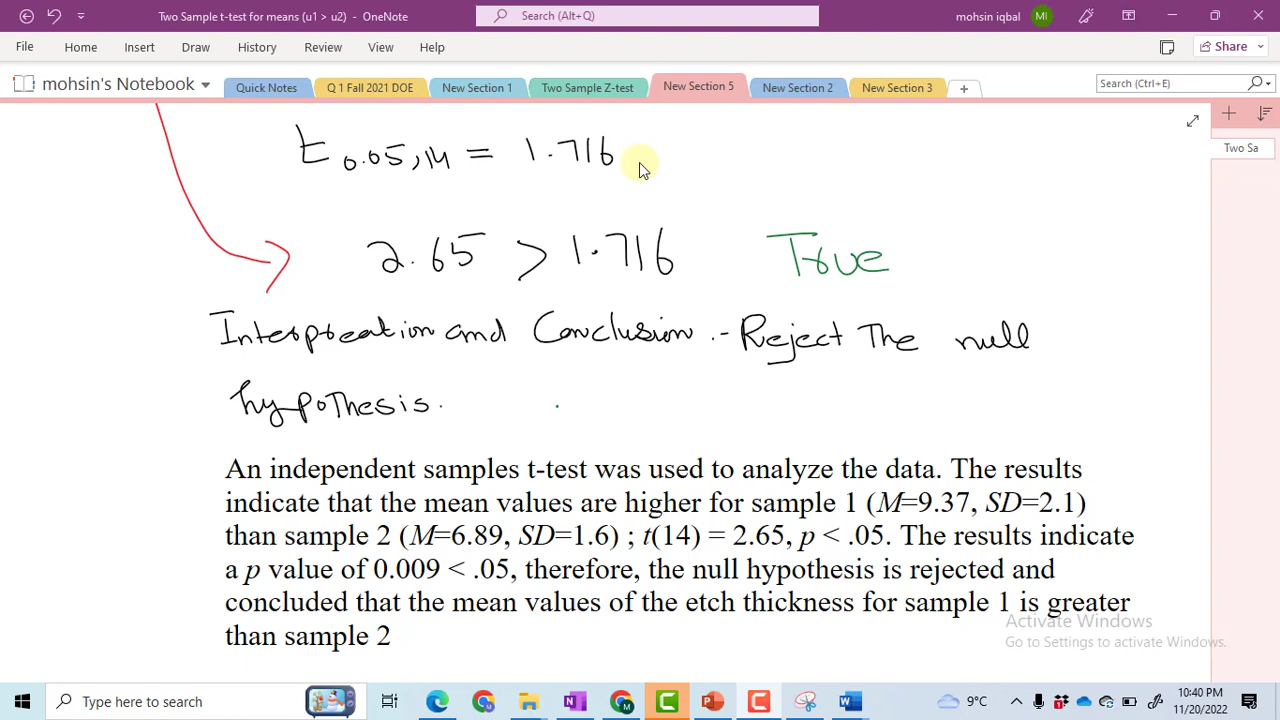 Two Sample t-test for means (u1 > u2) - OneNote
Search (Alt+Q)
mohsin iqbal
MI
File Home Insert Draw History Review View Help
Share
mohsin's Notebook
Quick Notes
Q 1 Fall 2021 DOE
New Section 1
Two Sample Z-test
New Section 5
New Section 2
New Section 3
Search (Ctrl+E)
Two Sa
t 0.05,14 = 1.716
2.65 > 1.716 True
Interpreation and Conclusion :- Reject The null
hypothesis.
An independent samples t-test was used to analyze the data. The results
indicate that the mean values are higher for sample 1 (M=9.37, SD=2.1)
than sample 2 (M=6.89, SD=1.6) ; t(14) = 2.65, p < .05. The results indicate
a p value of 0.009 < .05, therefore, the null hypothesis is rejected and
concluded that the mean values of the etch thickness for sample 1 is greater
than sample 2
Activate Windows
Go to Settings to activate Windows.
Type here to search
9°C
10:40 PM
11/20/2022